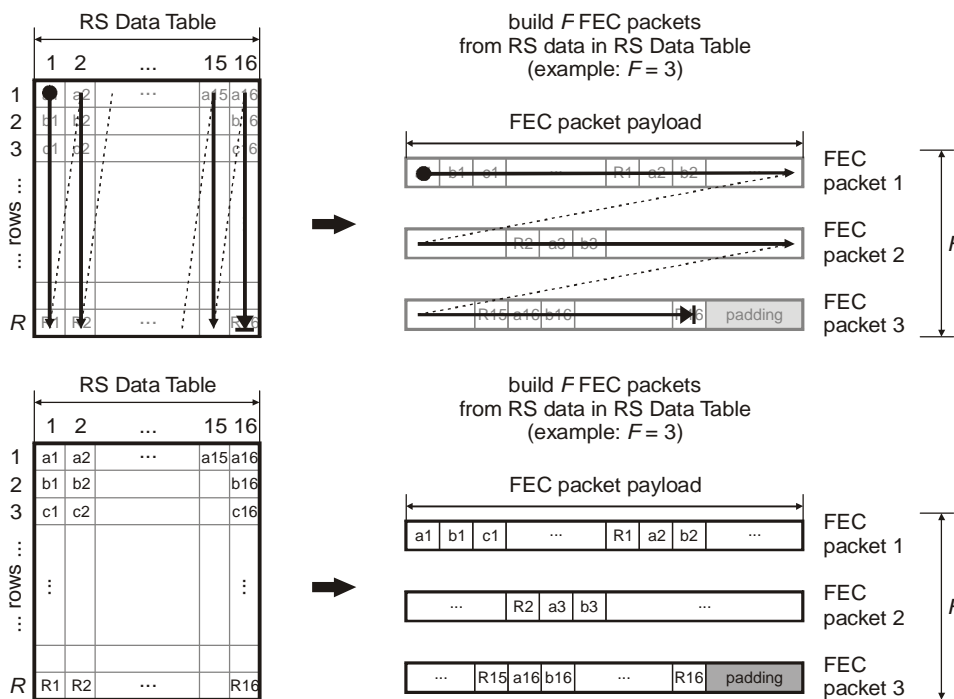 RS Data Table
1 2 ... 15 16
1 a1 a2 ... a15 a16
2 b1 b2 b16
3 c1 c2 c16
... rows ...
R R1 R2 ... R16
build F FEC packets
from RS data in RS Data Table
(example: F = 3)
FEC packet payload
b1 c1 ... R1 a2 b2
FEC
packet 1
R2 a3 b3
FEC
packet 2
R15 a16 b16 R16 padding
FEC
packet 3
F
RS Data Table
1 2 ... 15 16
1 a1 a2 ... a15 a16
2 b1 b2 b16
3 c1 c2 c16
... rows ...
⋮ ⋮
R R1 R2 ... R16
build F FEC packets
from RS data in RS Data Table
(example: F = 3)
FEC packet payload
a1 b1 c1 ... R1 a2 b2 ...
FEC
packet 1
... R2 a3 b3 ...
FEC
packet 2
... R15 a16 b16 ... R16 padding
FEC
packet 3
F